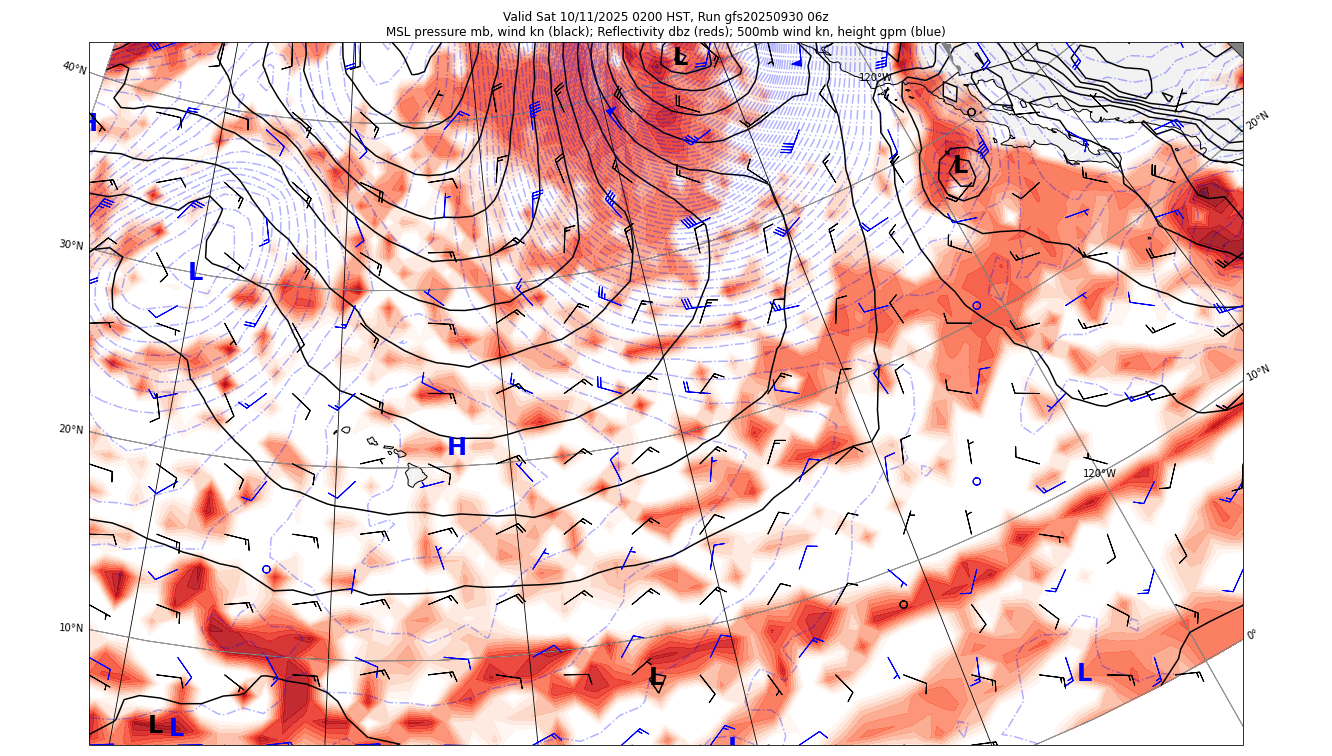 Valid Sat 10/11/2025 0200 HST, Run gfs20250930 06z
MSL pressure mb, wind kn (black); Reflectivity dbz (reds); 500mb wind kn, height gpm (blue)
L
40°N
120°W
20°N
L
30°N
L
10°N
20°N
H
120°W
10°N
0°
L
L
L
L